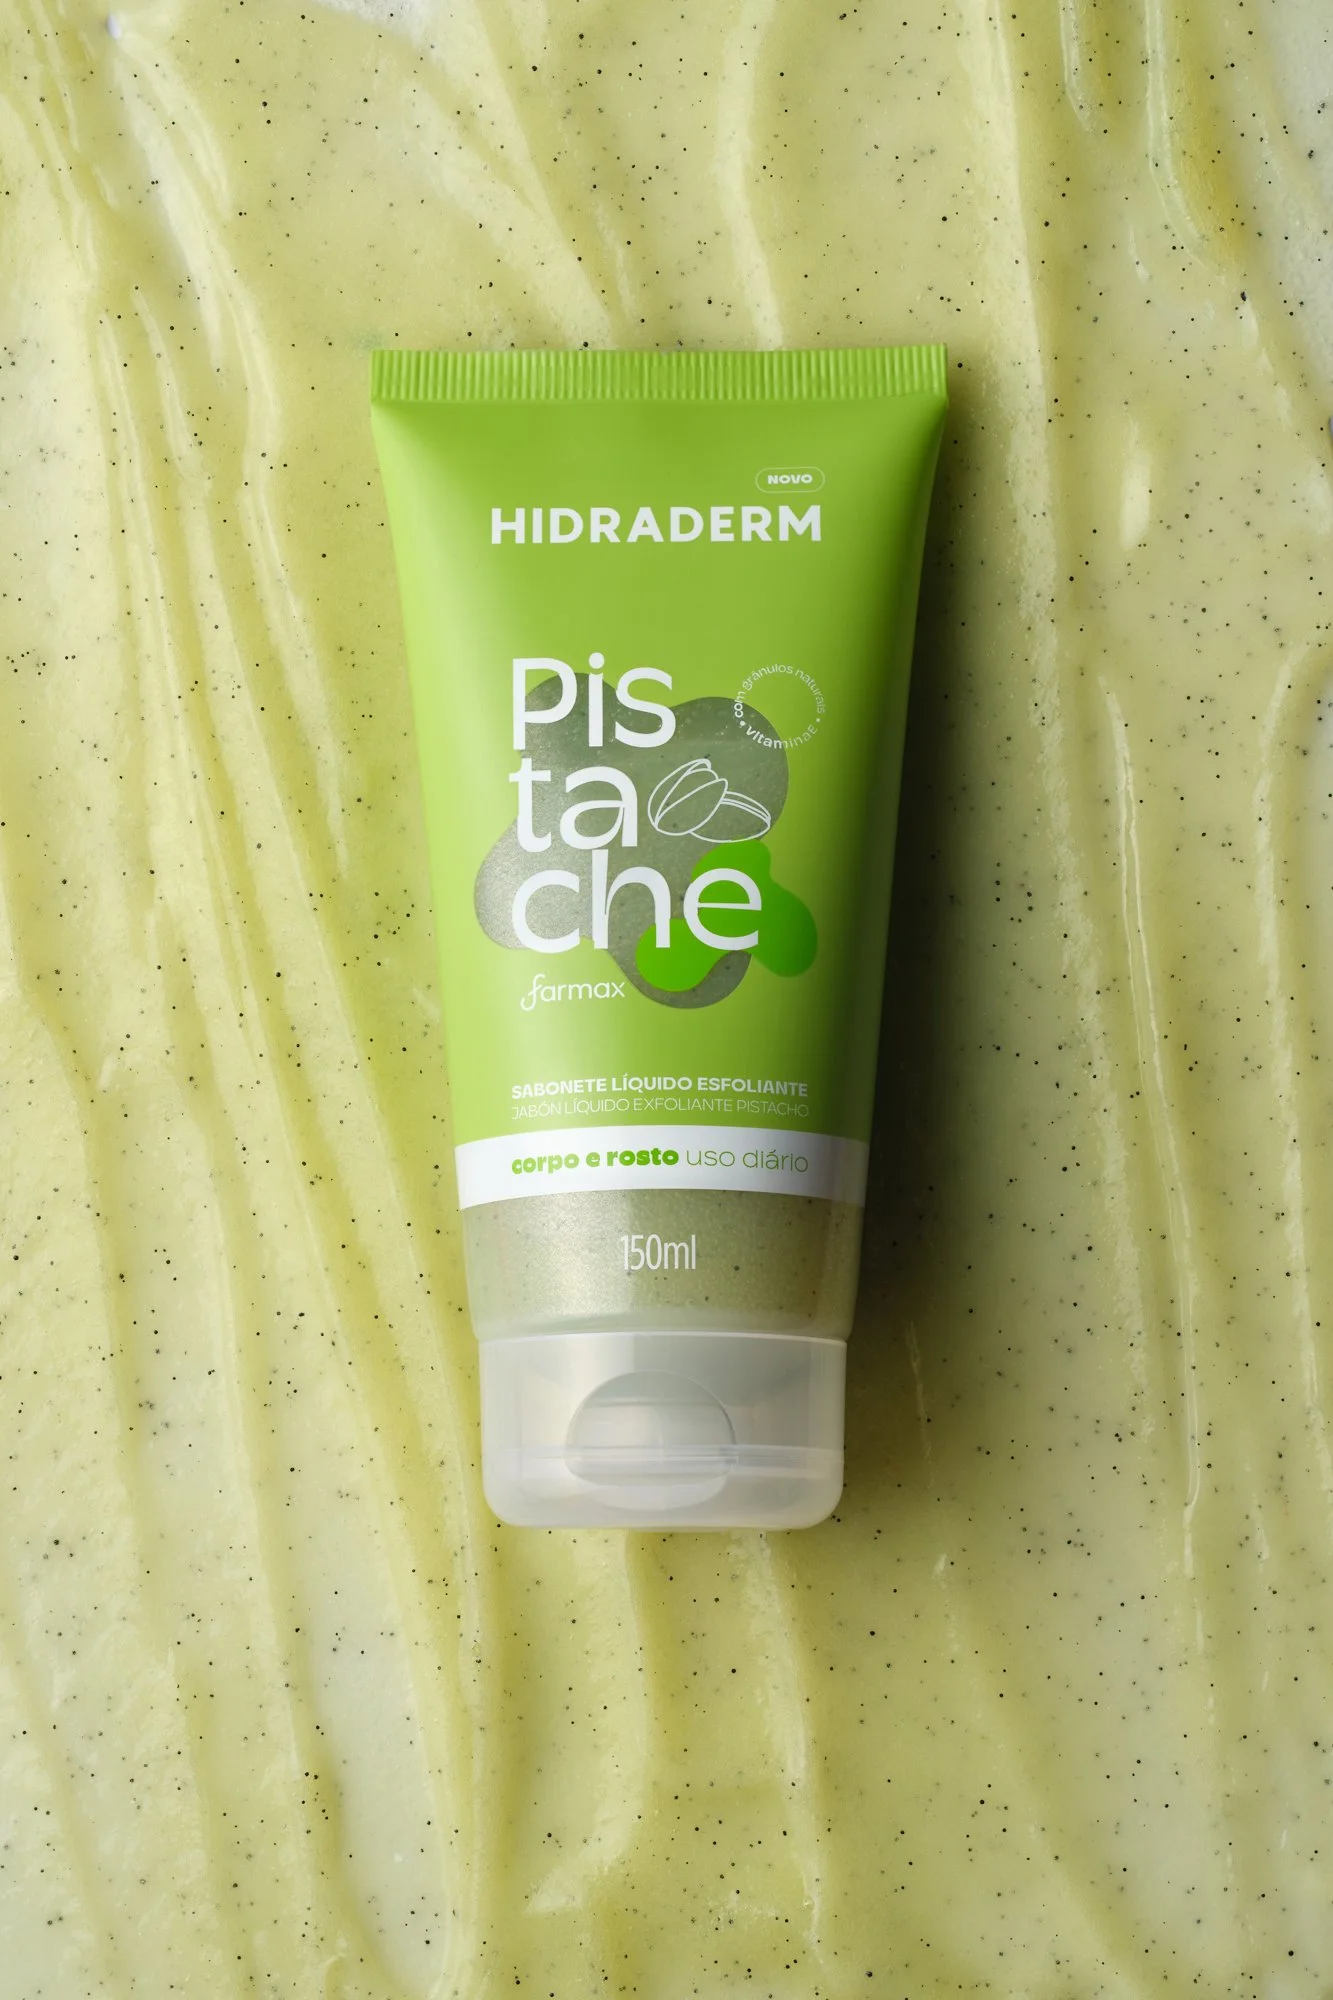 NOVO
HIDRADERM
Pis
ta
che
com grânulos naturais • vitamina E •
farmax
SABONETE LÍQUIDO ESFOLIANTE
JABÓN LÍQUIDO EXFOLIANTE PISTACHO
corpo e rosto uso diário
150ml